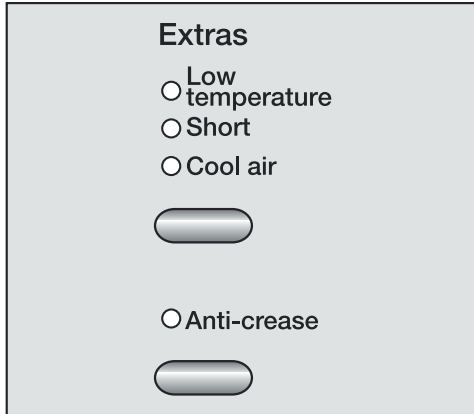 Extras
Low
temperature
Short
Cool air
Anti-crease